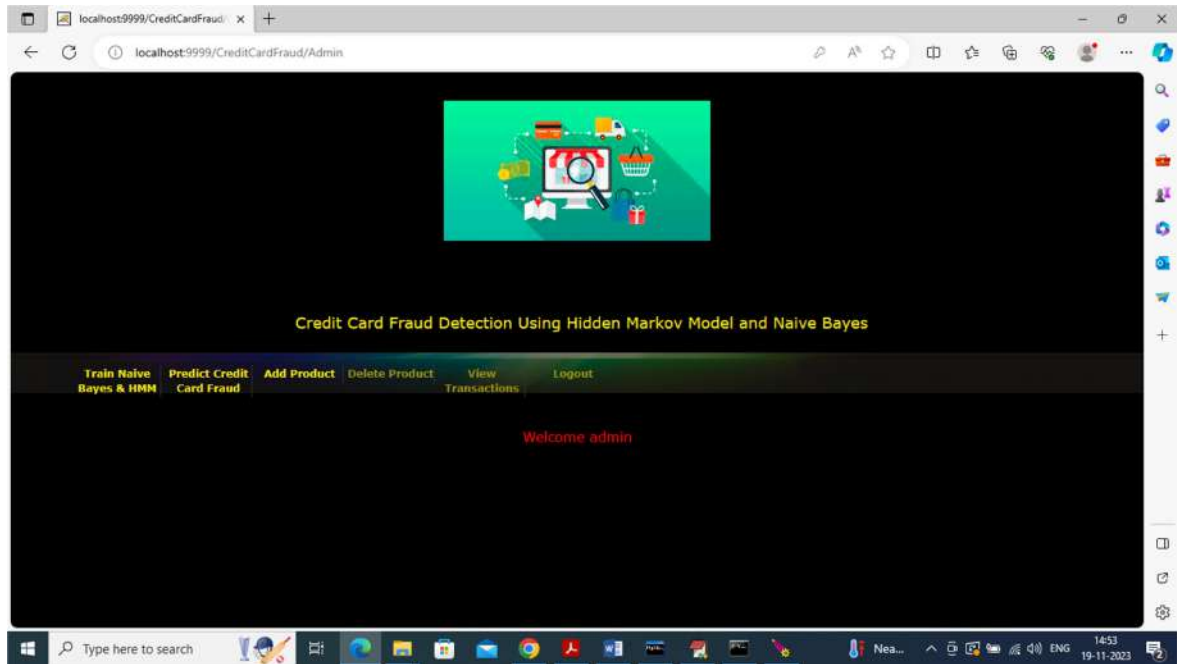 localhost:9999/CreditCardFraud/
localhost:9999/CreditCardFraud/Admin
Credit Card Fraud Detection Using Hidden Markov Model and Naive Bayes
Train Naive Bayes & HMM
Predict Credit Card Fraud
Add Product
Delete Product
View Transactions
Logout
Welcome admin
Type here to search
Nea...
ENG
14:53
19-11-2023